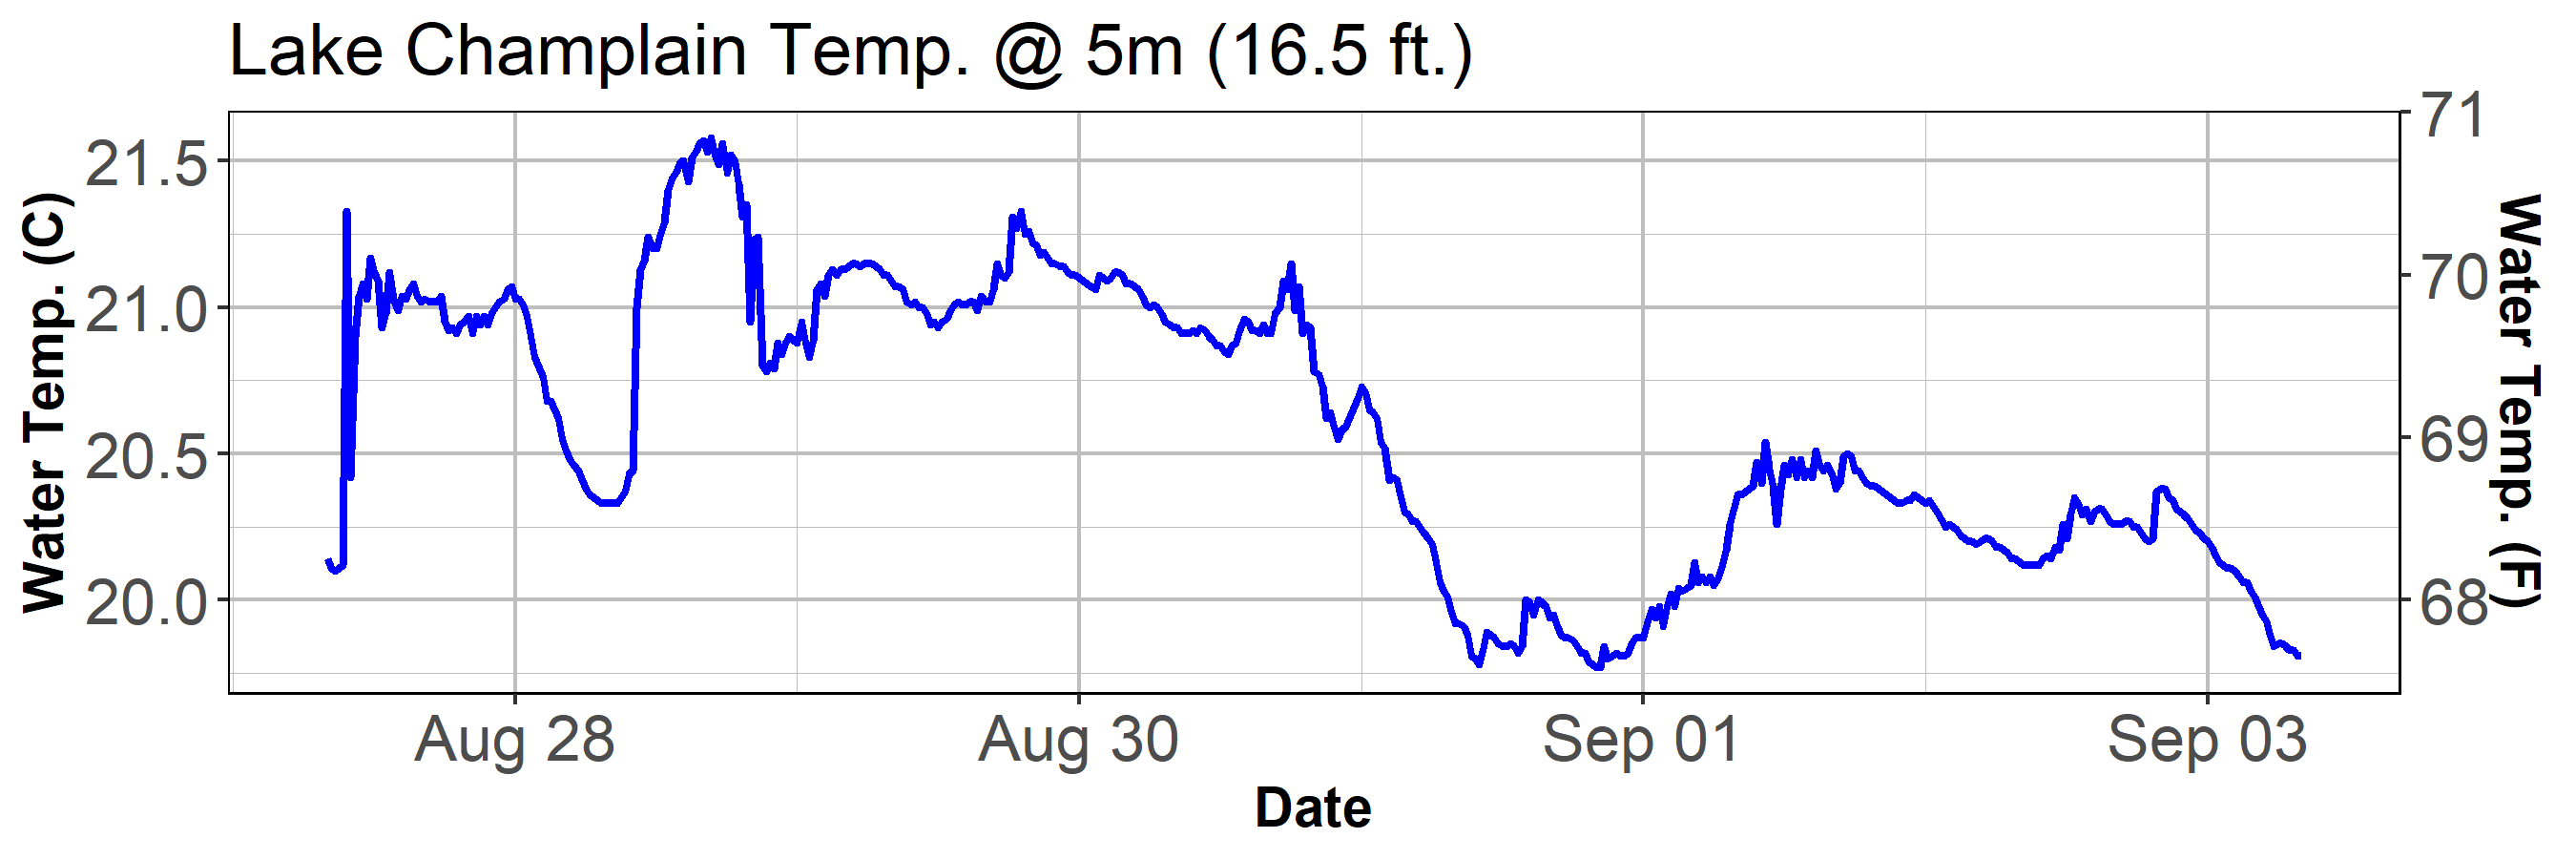 Lake Champlain Temp. @ 5m (16.5 ft.)
Water Temp. (C)
21.5
21.0
20.5
20.0
71
70
69
68
Water Temp. (F)
Aug 28
Aug 30
Sep 01
Sep 03
Date